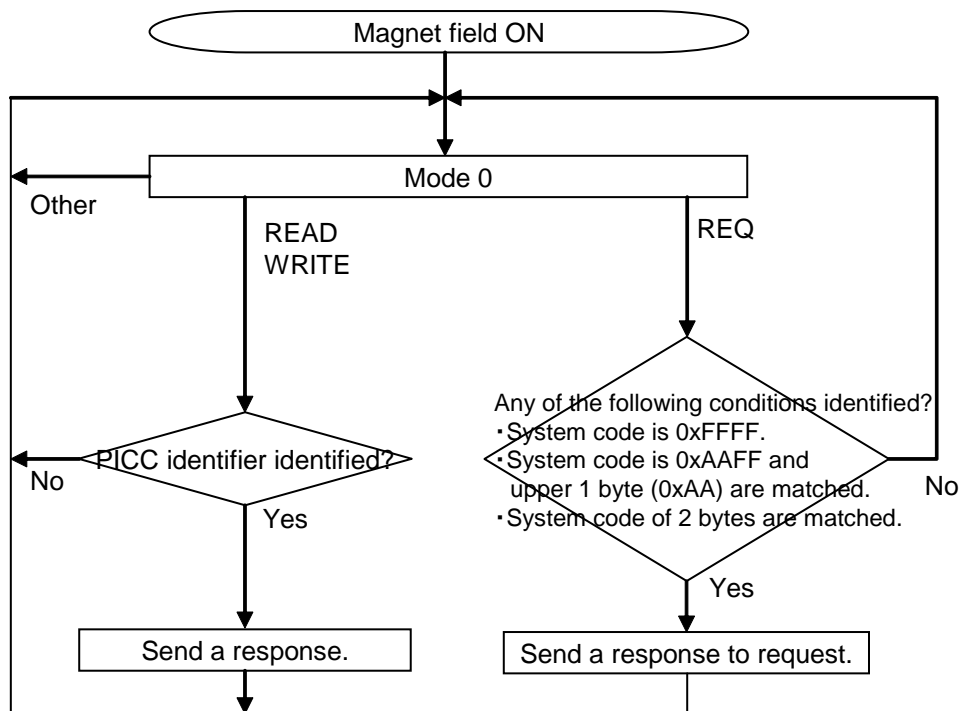 Magnet field ON
Mode 0
Other
READ
WRITE
REQ
Any of the following conditions identified?
・System code is 0xFFFF.
・System code is 0xAAFF and
upper 1 byte (0xAA) are matched.
・System code of 2 bytes are matched.
PICC identifier identified?
No
No
Yes
Yes
Send a response.
Send a response to request.